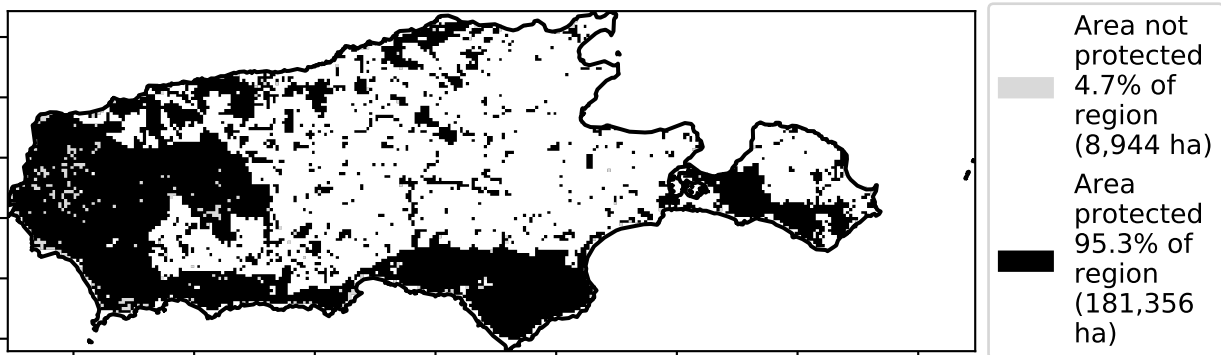 Area not
protected
4.7% of
region
(8,944 ha)
Area
protected
95.3% of
region
(181,356
ha)